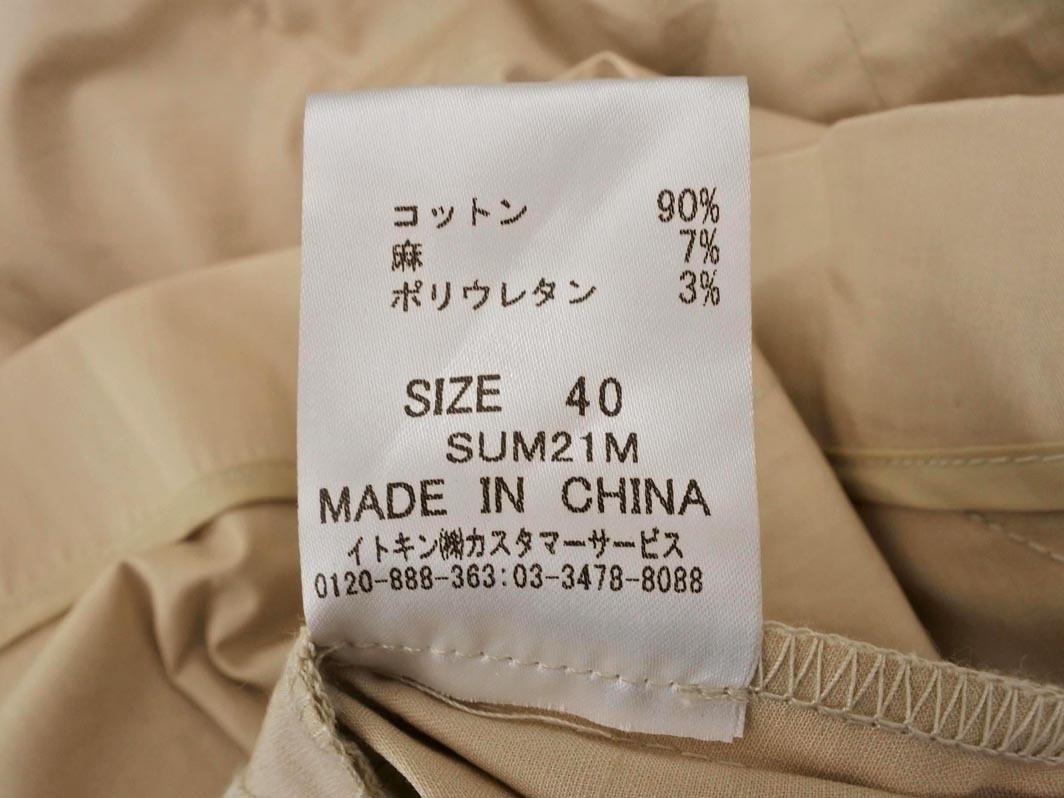 コットン 90%
麻 7%
ポリウレタン 3%
SIZE 40
SUM21M
MADE IN CHINA
イトキン㈱カスタマーサービス
0120-888-363:03-3478-8088